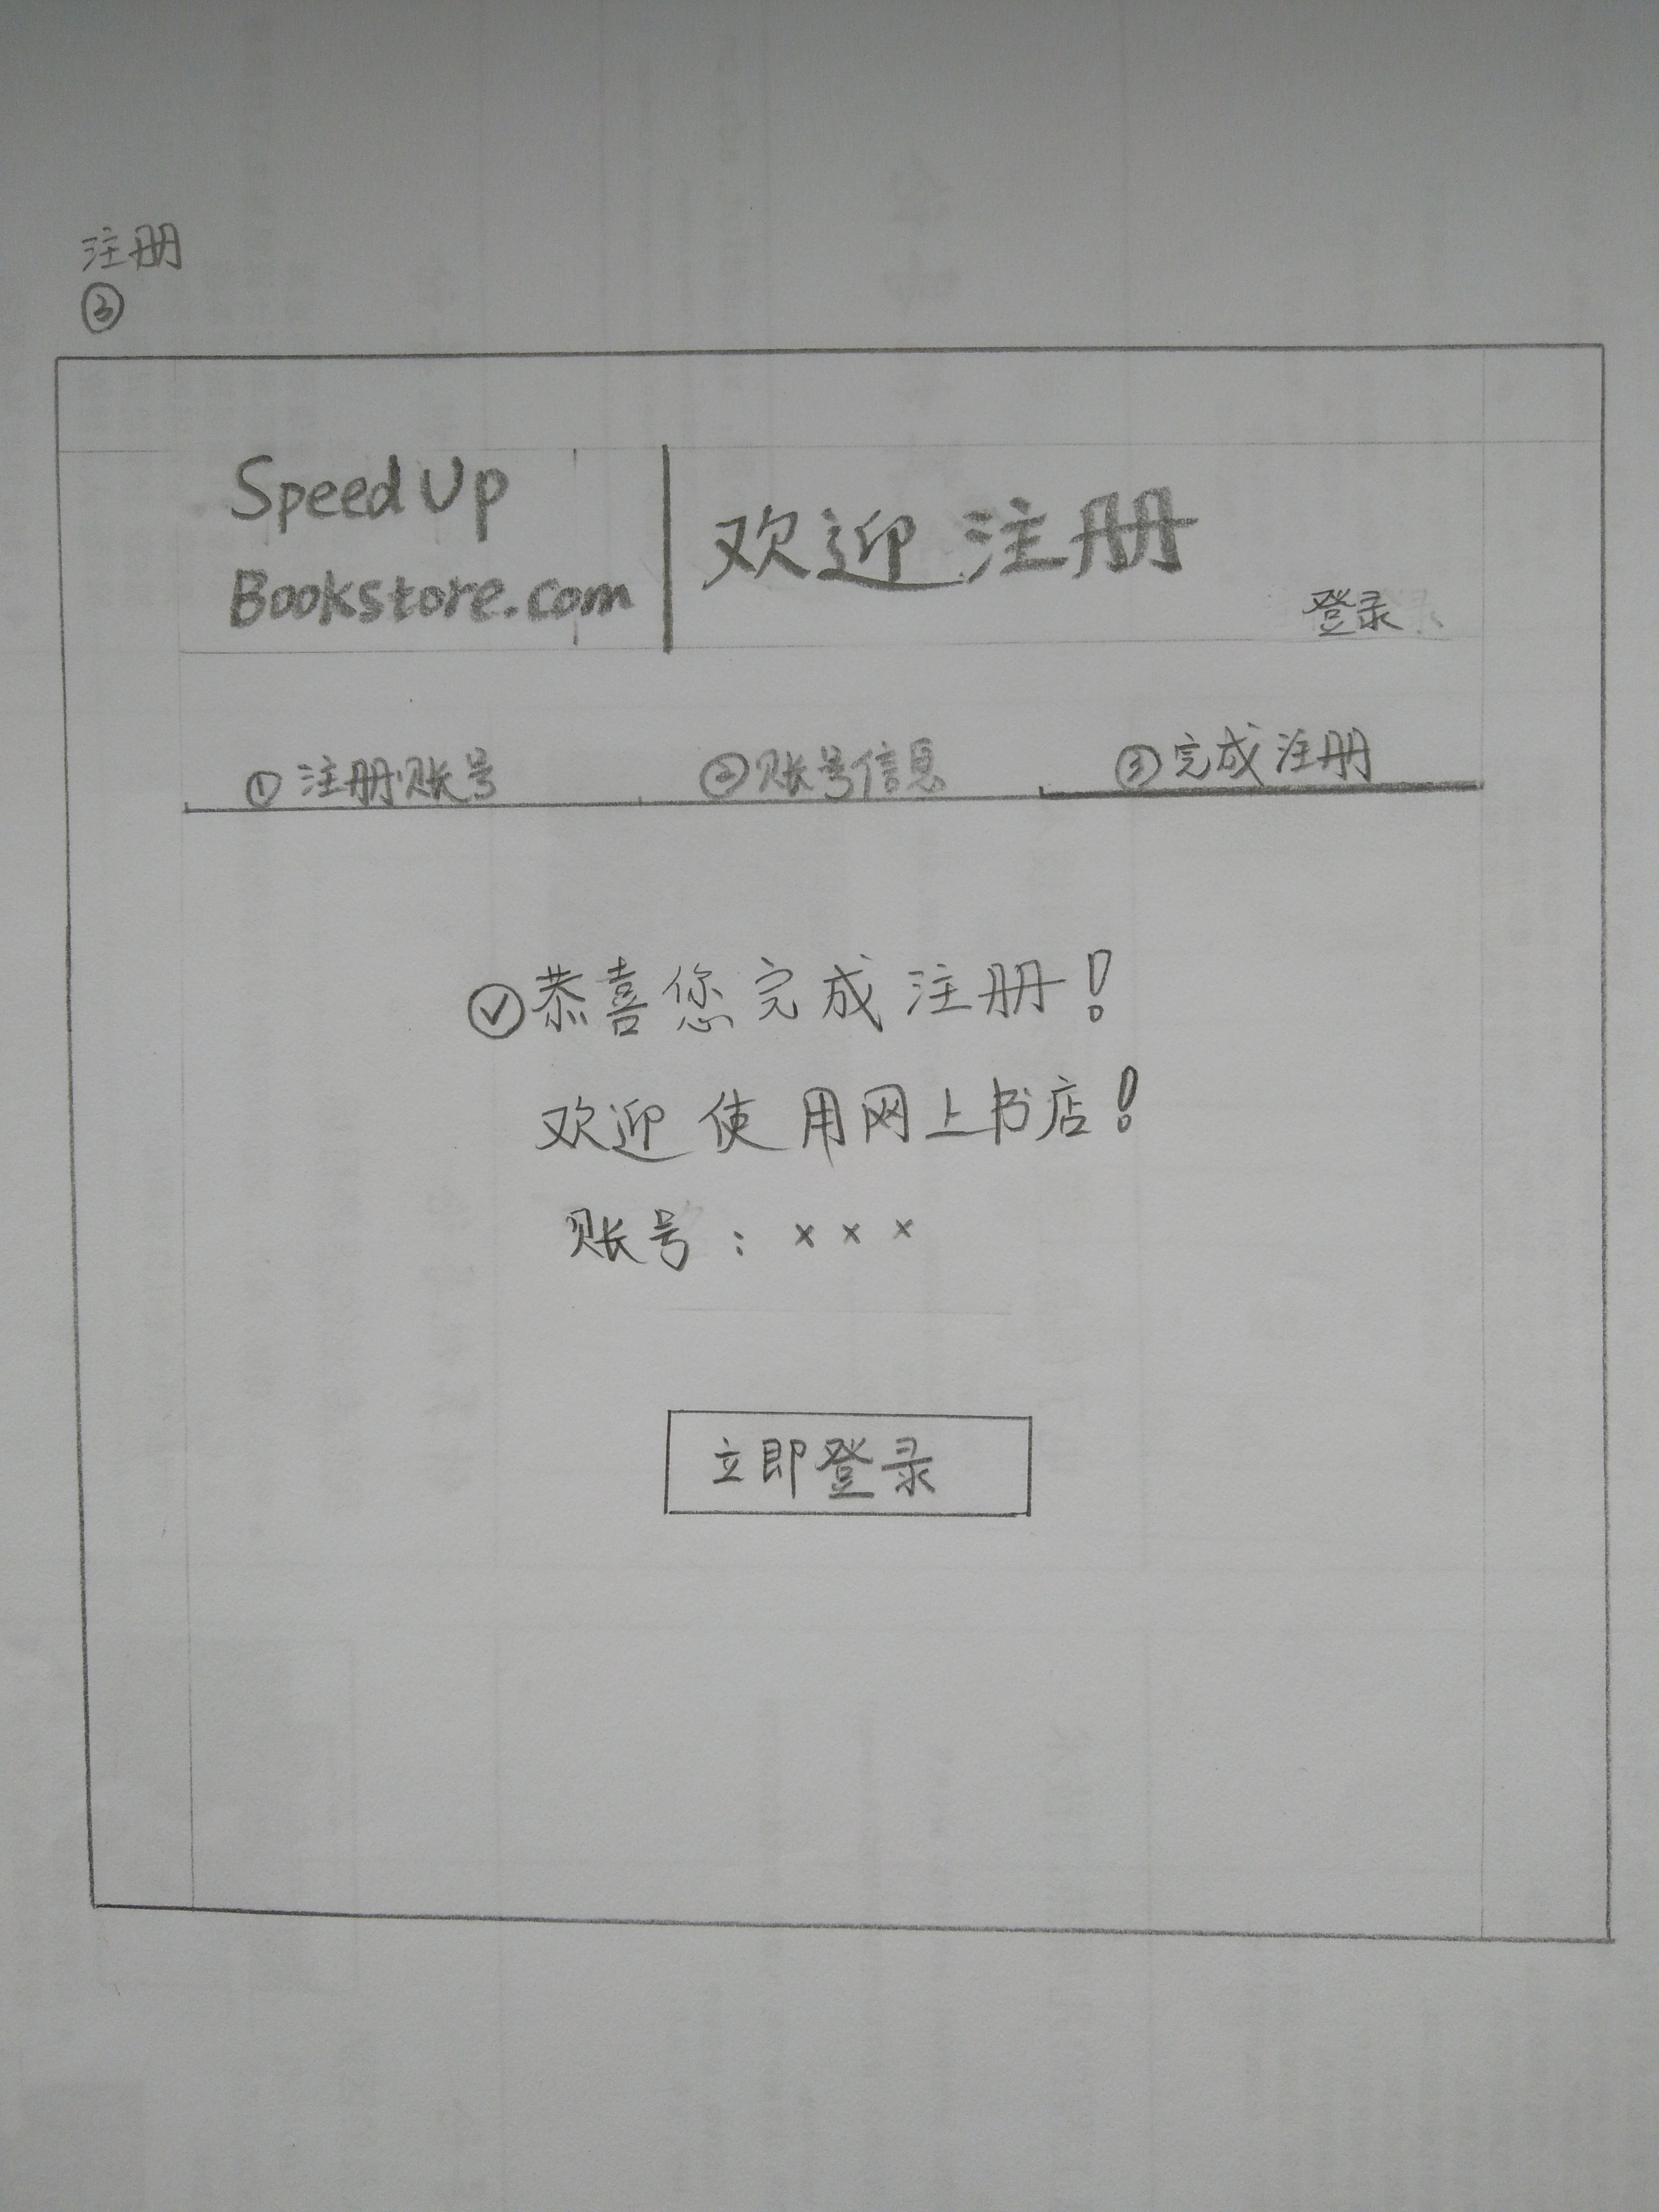 注册
③
Speed Up
Bookstore.com
欢迎注册
登录
①注册账号 ②账号信息 ③完成注册
恭喜您完成注册!
欢迎使用网上书店!
账号：×××
立即登录